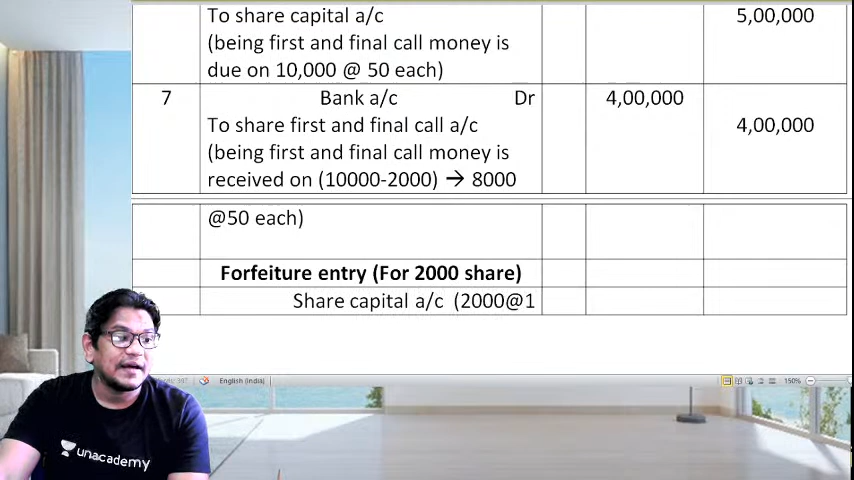 To share capital a/c
5,00,000
(being first and final call money is
due on 10,000 @ 50 each)
7
Bank a/c Dr
4,00,000
To share first and final call a/c
4,00,000
(being first and final call money is
received on (10000-2000) → 8000
@50 each)
Forfeiture entry (For 2000 share)
Share capital a/c (2000@1
English (India)
150%
unacademy